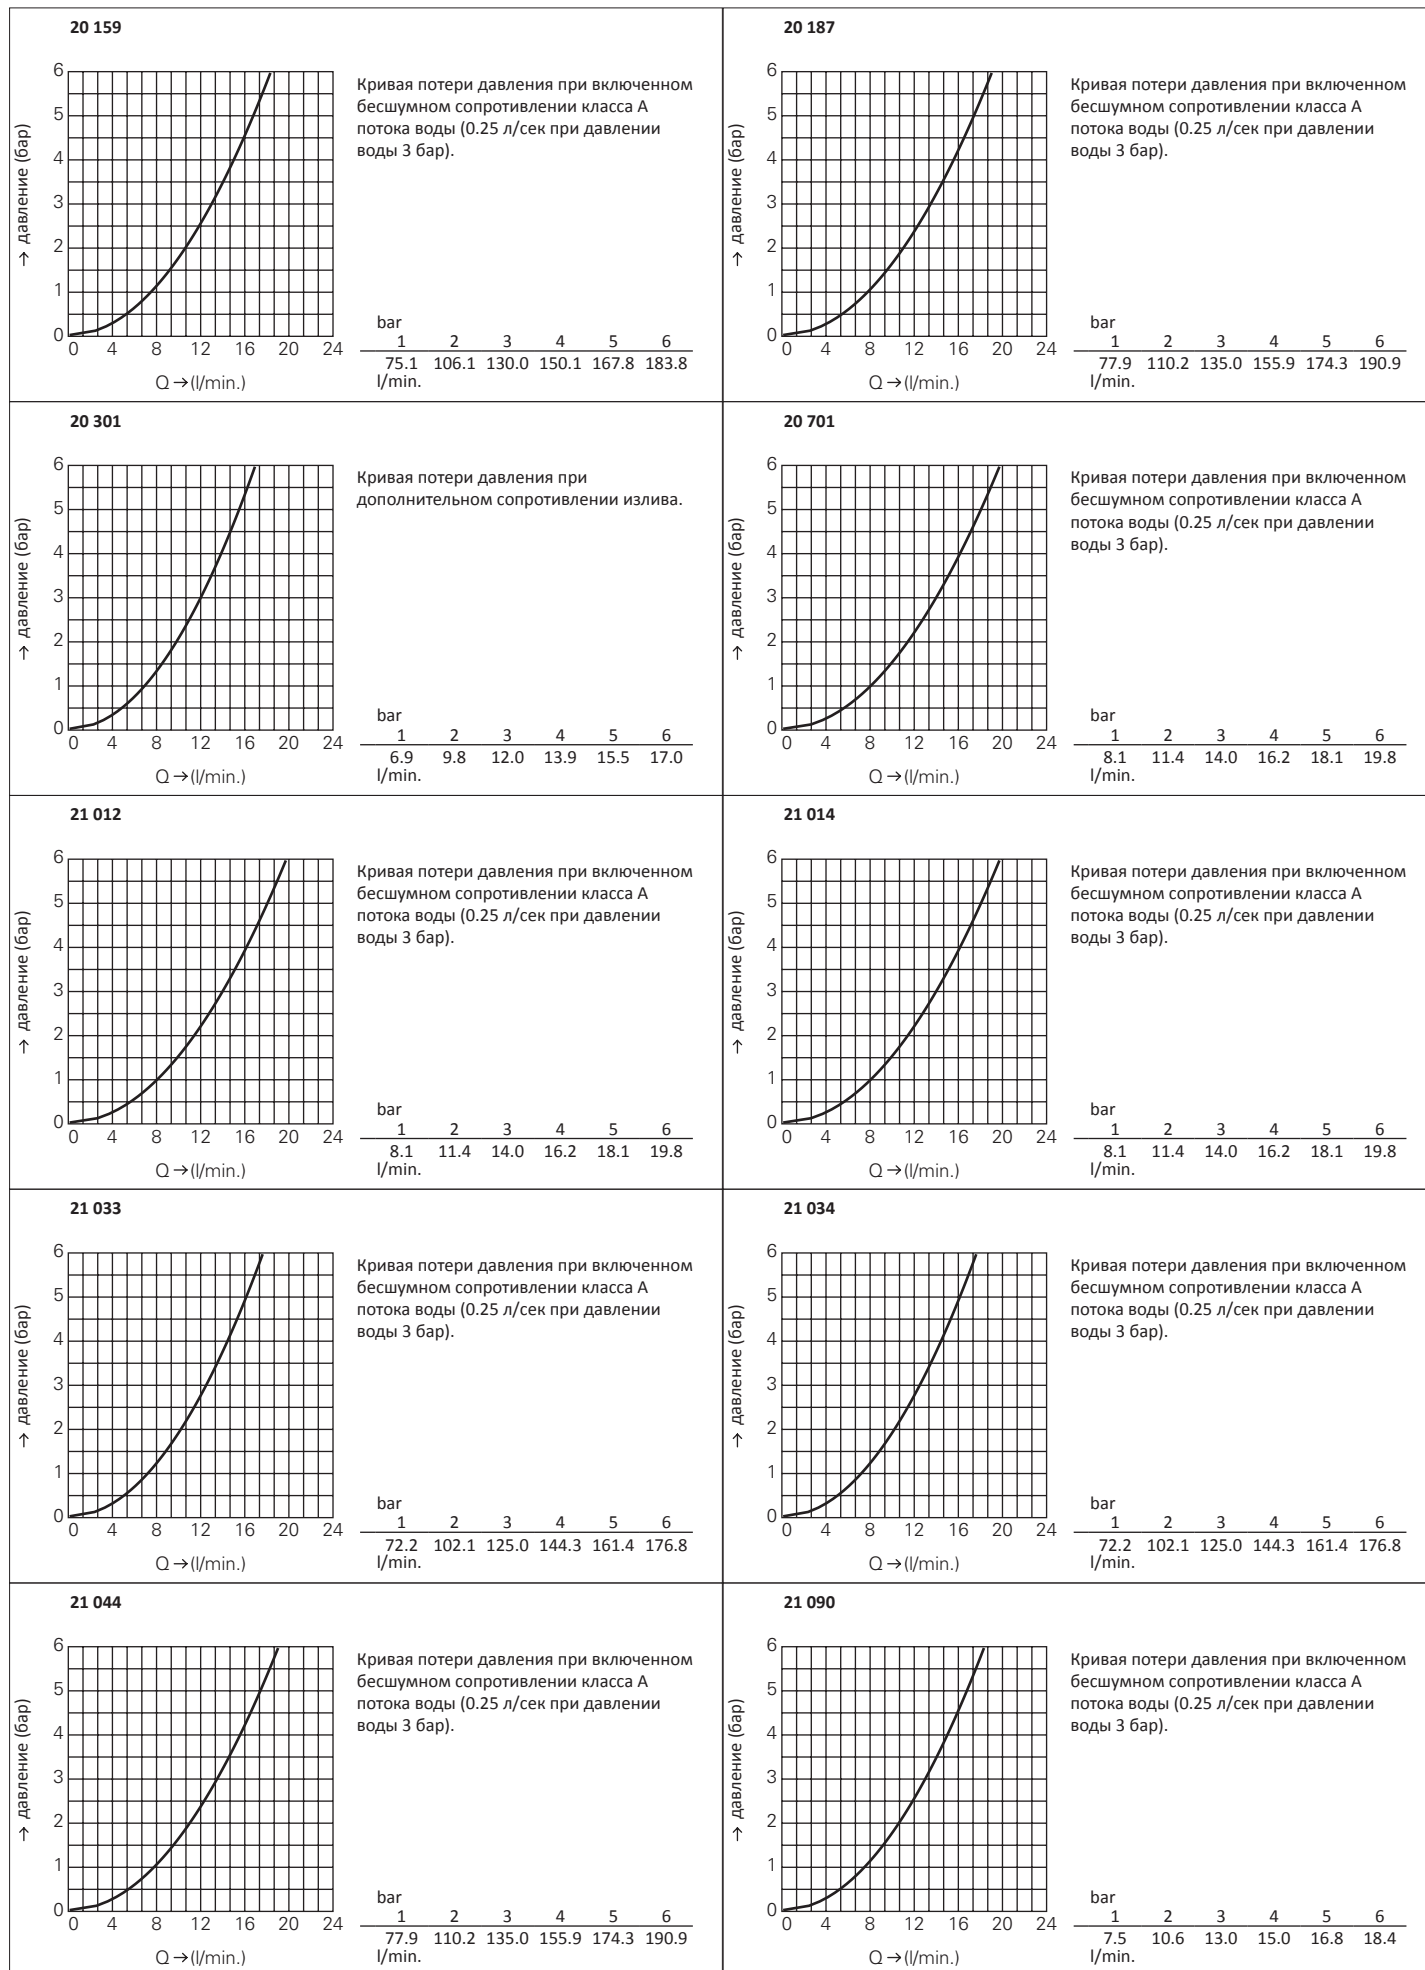 20 159
6
5
4
3
2
1
0
→ давление (бар)
0 4 8 12 16 20 24
Q → (l/min.)
Кривая потери давления при включенном
бесшумном сопротивлении класса А
потока воды (0.25 л/сек при давлении
воды 3 бар).
bar
1 2 3 4 5 6
75.1 106.1 130.0 150.1 167.8 183.8
l/min.
20 187
6
5
4
3
2
1
0
→ давление (бар)
0 4 8 12 16 20 24
Q → (l/min.)
Кривая потери давления при включенном
бесшумном сопротивлении класса А
потока воды (0.25 л/сек при давлении
воды 3 бар).
bar
1 2 3 4 5 6
77.9 110.2 135.0 155.9 174.3 190.9
l/min.
20 301
6
5
4
3
2
1
0
→ давление (бар)
0 4 8 12 16 20 24
Q → (l/min.)
Кривая потери давления при
дополнительном сопротивлении излива.
bar
1 2 3 4 5 6
6.9 9.8 12.0 13.9 15.5 17.0
l/min.
20 701
6
5
4
3
2
1
0
→ давление (бар)
0 4 8 12 16 20 24
Q → (l/min.)
Кривая потери давления при включенном
бесшумном сопротивлении класса А
потока воды (0.25 л/сек при давлении
воды 3 бар).
bar
1 2 3 4 5 6
8.1 11.4 14.0 16.2 18.1 19.8
l/min.
21 012
6
5
4
3
2
1
0
→ давление (бар)
0 4 8 12 16 20 24
Q → (l/min.)
Кривая потери давления при включенном
бесшумном сопротивлении класса А
потока воды (0.25 л/сек при давлении
воды 3 бар).
bar
1 2 3 4 5 6
8.1 11.4 14.0 16.2 18.1 19.8
l/min.
21 014
6
5
4
3
2
1
0
→ давление (бар)
0 4 8 12 16 20 24
Q → (l/min.)
Кривая потери давления при включенном
бесшумном сопротивлении класса А
потока воды (0.25 л/сек при давлении
воды 3 бар).
bar
1 2 3 4 5 6
8.1 11.4 14.0 16.2 18.1 19.8
l/min.
21 033
6
5
4
3
2
1
0
→ давление (бар)
0 4 8 12 16 20 24
Q → (l/min.)
Кривая потери давления при включенном
бесшумном сопротивлении класса А
потока воды (0.25 л/сек при давлении
воды 3 бар).
bar
1 2 3 4 5 6
72.2 102.1 125.0 144.3 161.4 176.8
l/min.
21 034
6
5
4
3
2
1
0
→ давление (бар)
0 4 8 12 16 20 24
Q → (l/min.)
Кривая потери давления при включенном
бесшумном сопротивлении класса А
потока воды (0.25 л/сек при давлении
воды 3 бар).
bar
1 2 3 4 5 6
72.2 102.1 125.0 144.3 161.4 176.8
l/min.
21 044
6
5
4
3
2
1
0
→ давление (бар)
0 4 8 12 16 20 24
Q → (l/min.)
Кривая потери давления при включенном
бесшумном сопротивлении класса А
потока воды (0.25 л/сек при давлении
воды 3 бар).
bar
1 2 3 4 5 6
77.9 110.2 135.0 155.9 174.3 190.9
l/min.
21 090
6
5
4
3
2
1
0
→ давление (бар)
0 4 8 12 16 20 24
Q → (l/min.)
Кривая потери давления при включенном
бесшумном сопротивлении класса А
потока воды (0.25 л/сек при давлении
воды 3 бар).
bar
1 2 3 4 5 6
7.5 10.6 13.0 15.0 16.8 18.4
l/min.